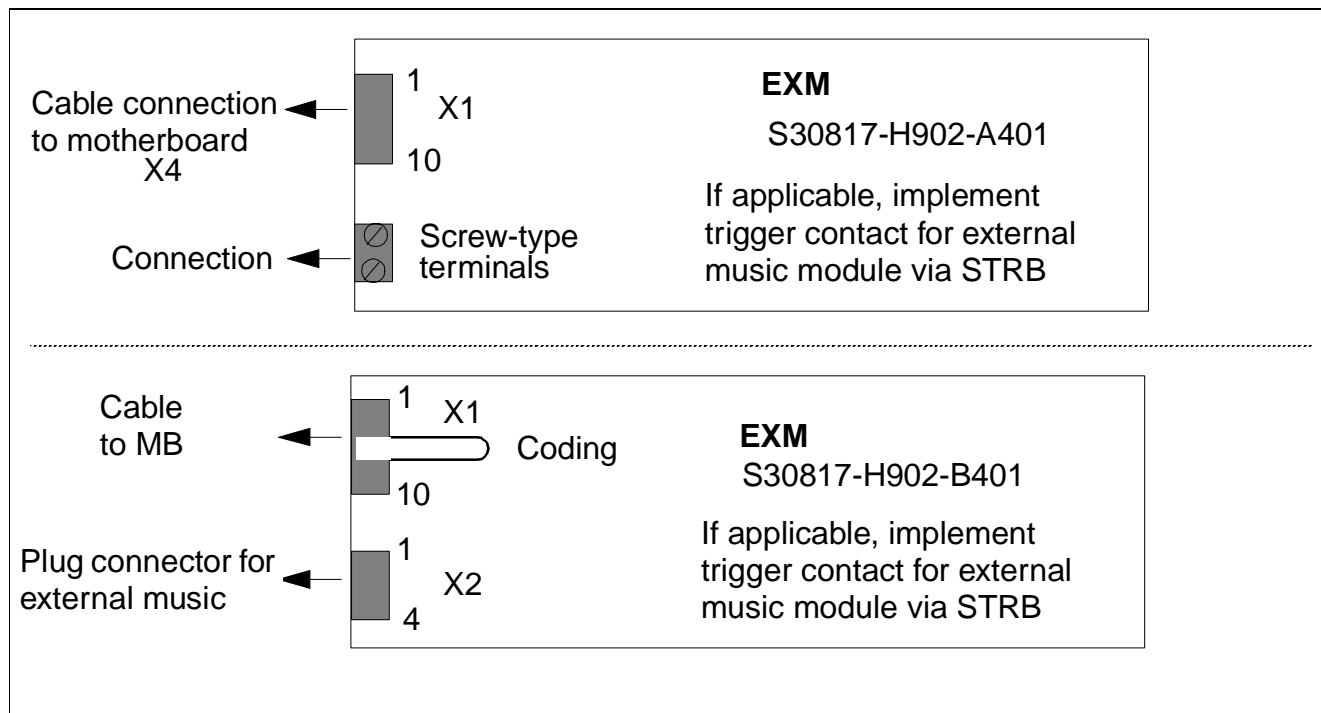 Cable connection
to motherboard
X4
1
X1
10
Connection
Screw-type
terminals
EXM
S30817-H902-A401
If applicable, implement
trigger contact for external
music module via STRB
Cable
to MB
1
X1
Coding
10
Plug connector for
external music
1
X2
4
EXM
S30817-H902-B401
If applicable, implement
trigger contact for external
music module via STRB